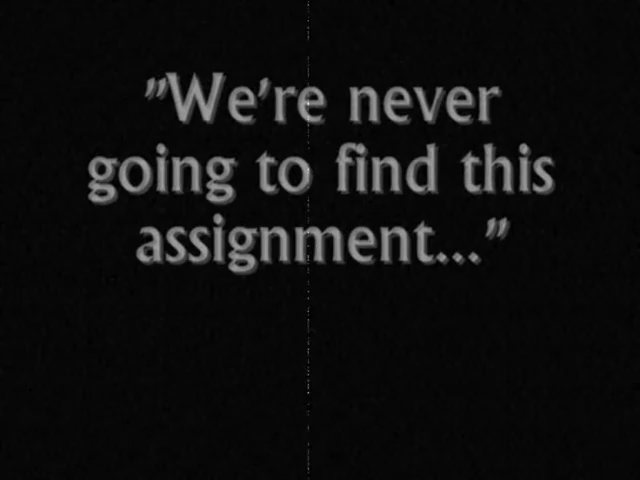 "We're never
going to find this
assignment..."